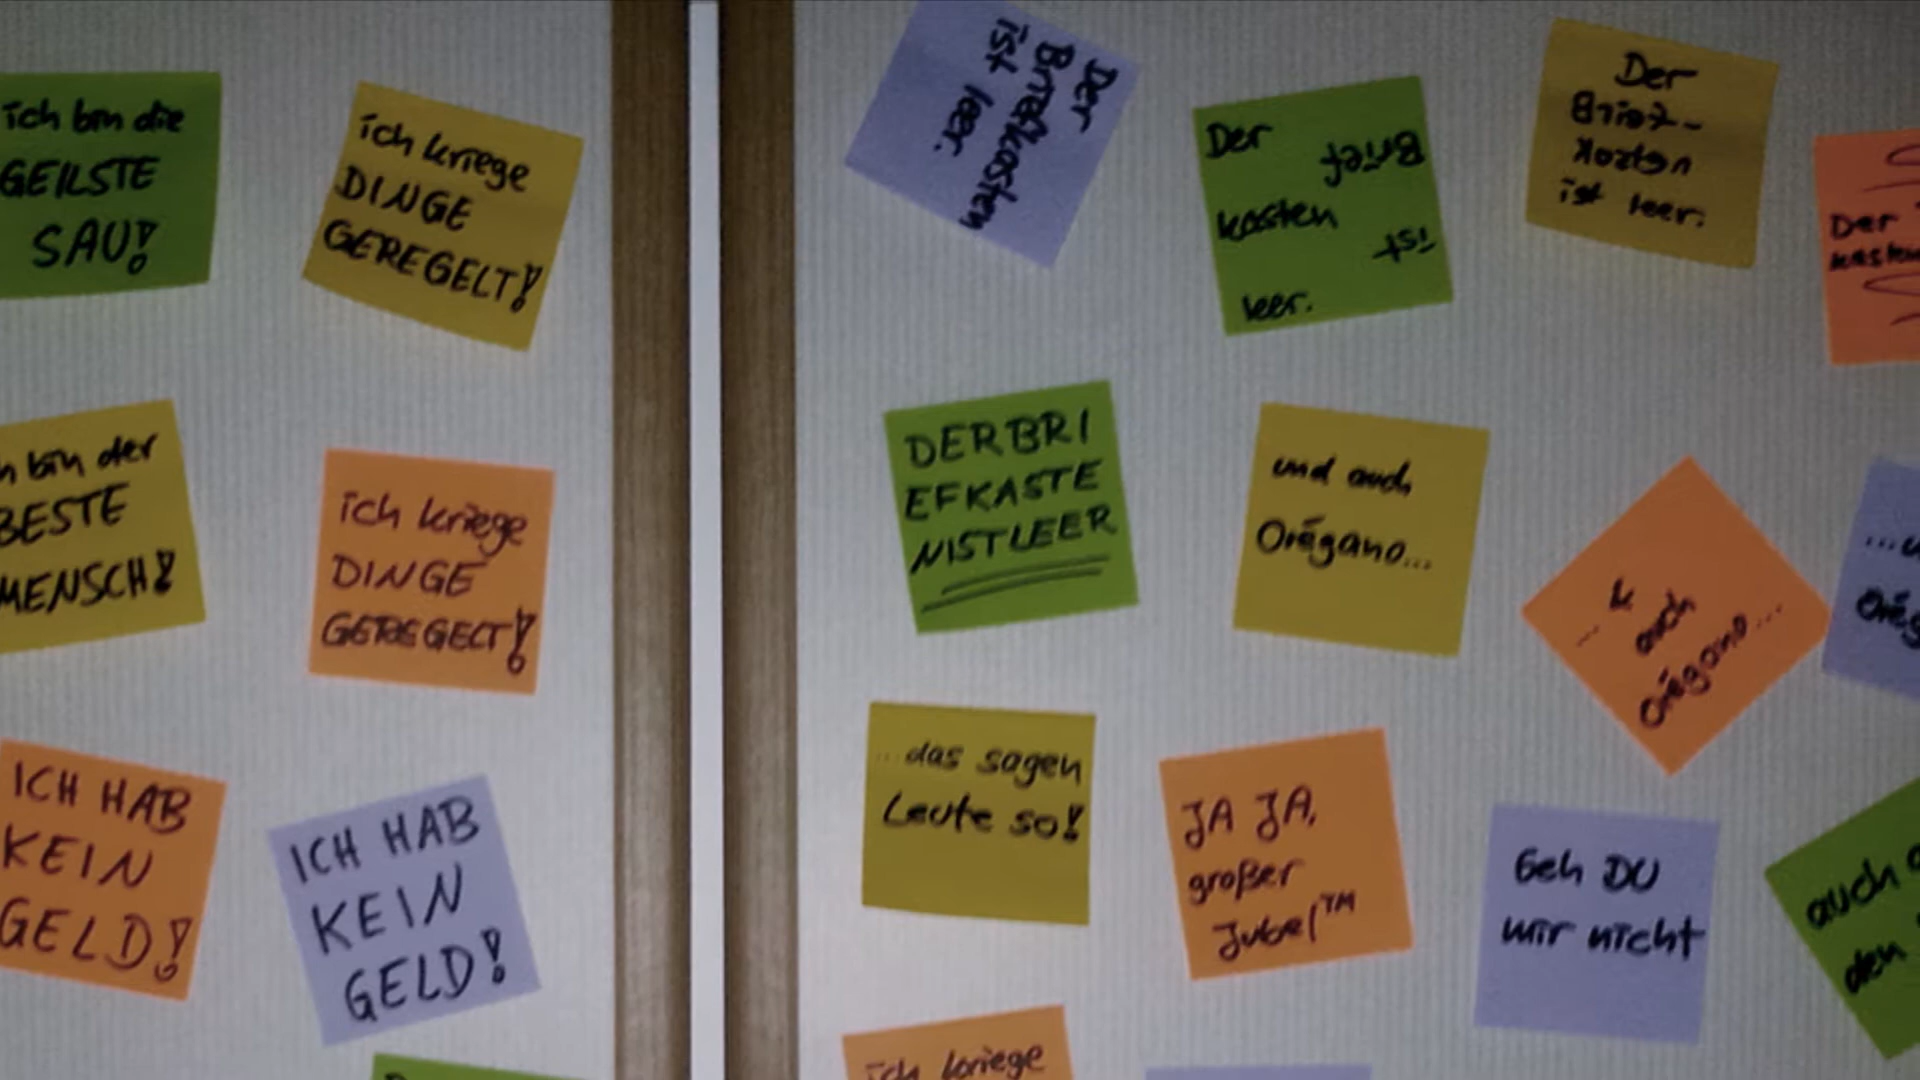 ich bin die
GEILSTE
SAU!
ich kriege
DINGE
GEREGELT!
Der
Briefkasten
ist leer.
Der
Brief
kasten
ist
leer.
Der
Brief-
kasten
ist leer.
Der
kasten
bin der
BESTE
MENSCH!
ich kriege
DINGE
GEREGELT!
DERBRI
EFKASTE
NISTLEER
und auch
Orégano...
...
auch
Orégano...
ICH HAB
KEIN
GELD!
ICH HAB
KEIN
GELD!
...das sagen
Leute so!
JA JA,
großer
Jubel™
Geh DU
mir nicht
auch
den
ich kriege